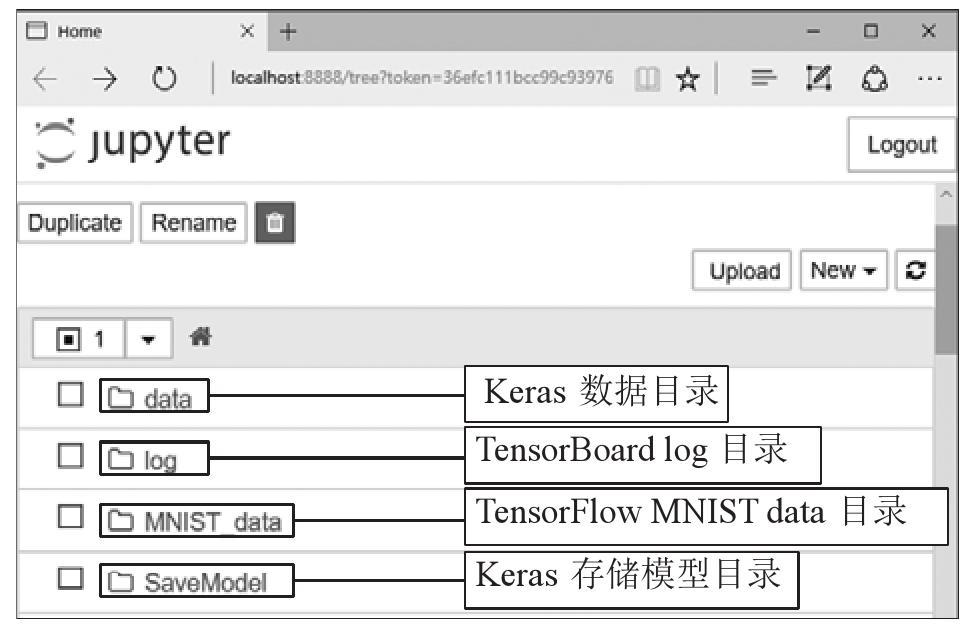 Home
localhost:8888/tree?token=36efc111bcc99c93976
jupyter
Logout
Duplicate Rename
Upload New
1
data Keras 数据目录
log TensorBoard log 目录
MNIST_data TensorFlow MNIST data 目录
SaveModel Keras 存储模型目录